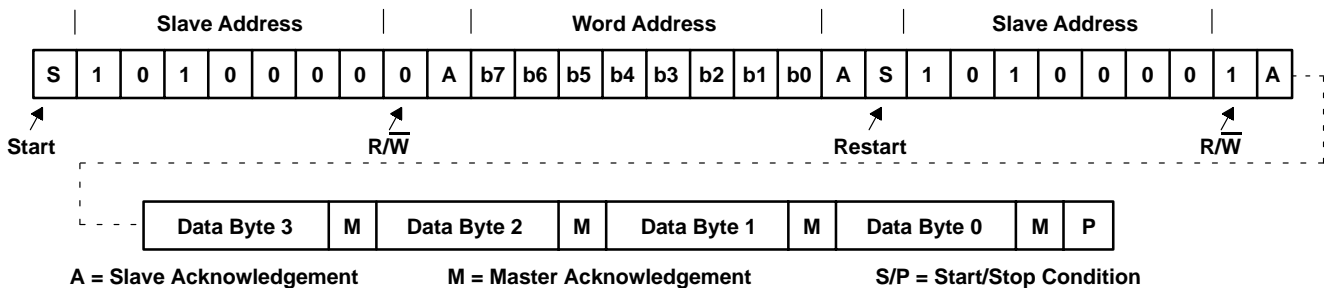 Slave Address Word Address Slave Address
S 1 0 1 0 0 0 0 0 A b7 b6 b5 b4 b3 b2 b1 b0 A S 1 0 1 0 0 0 0 1 A
Start R/W̅ Restart R/W̅
Data Byte 3 M Data Byte 2 M Data Byte 1 M Data Byte 0 M P
A = Slave Acknowledgement M = Master Acknowledgement S/P = Start/Stop Condition